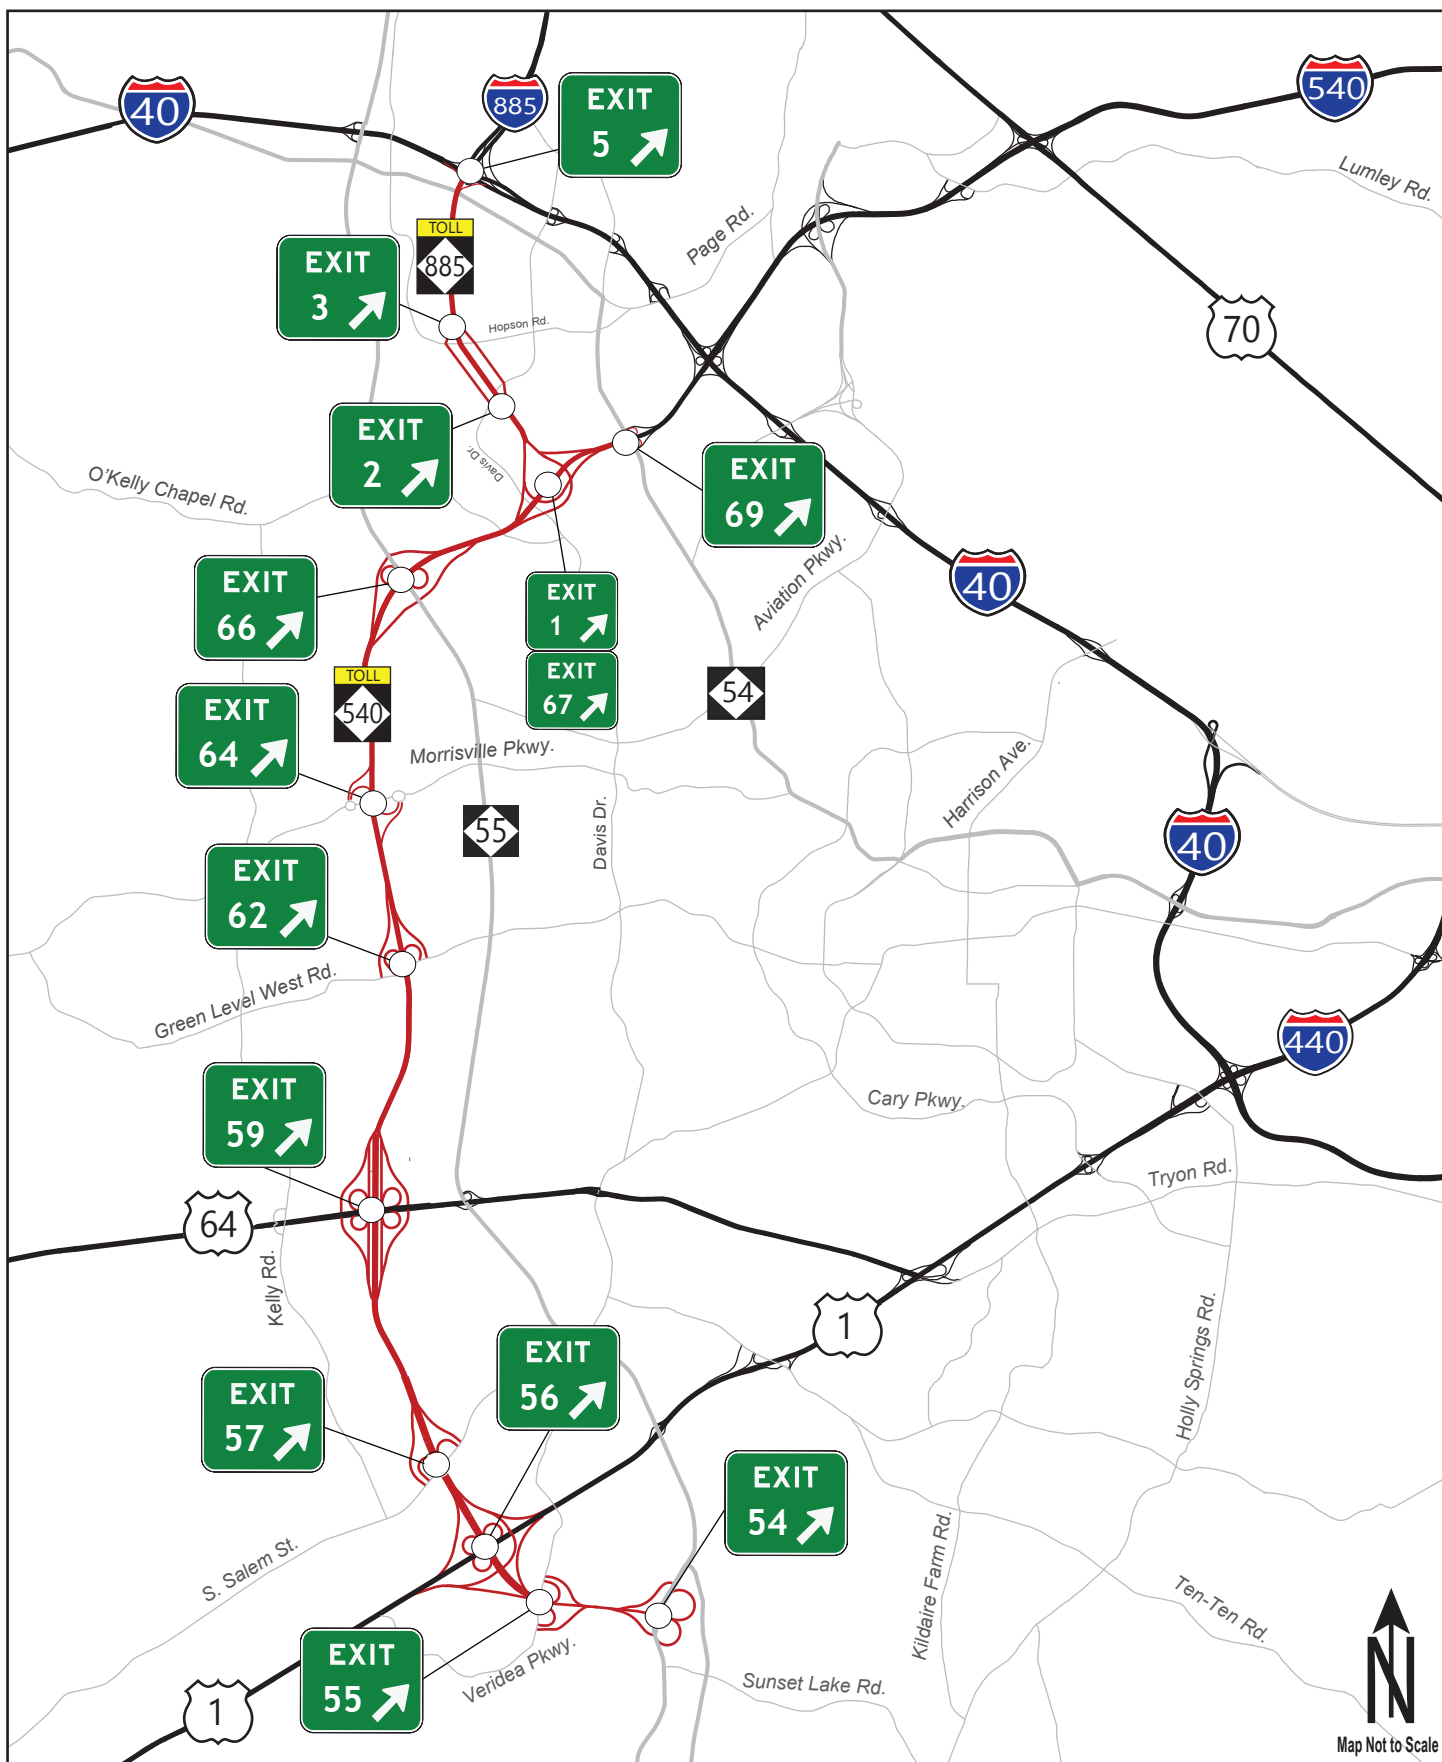 40
885
EXIT
5
540
Lumley Rd.
Page Rd.
TOLL
885
EXIT
3
Hopson Rd.
70
EXIT
2
Davis Dr.
EXIT
69
O'Kelly Chapel Rd.
Aviation Pkwy.
40
EXIT
66
EXIT
1
EXIT
67
TOLL
540
54
EXIT
64
Morrisville Pkwy.
Harrison Ave.
55
Davis Dr.
40
EXIT
62
Green Level West Rd.
440
EXIT
59
Cary Pkwy.
Tryon Rd.
64
Kelly Rd.
1
Holly Springs Rd.
EXIT
56
EXIT
57
EXIT
54
S. Salem St.
Kildaire Farm Rd.
Ten-Ten Rd.
EXIT
55
Veridea Pkwy.
Sunset Lake Rd.
1
N
Map Not to Scale